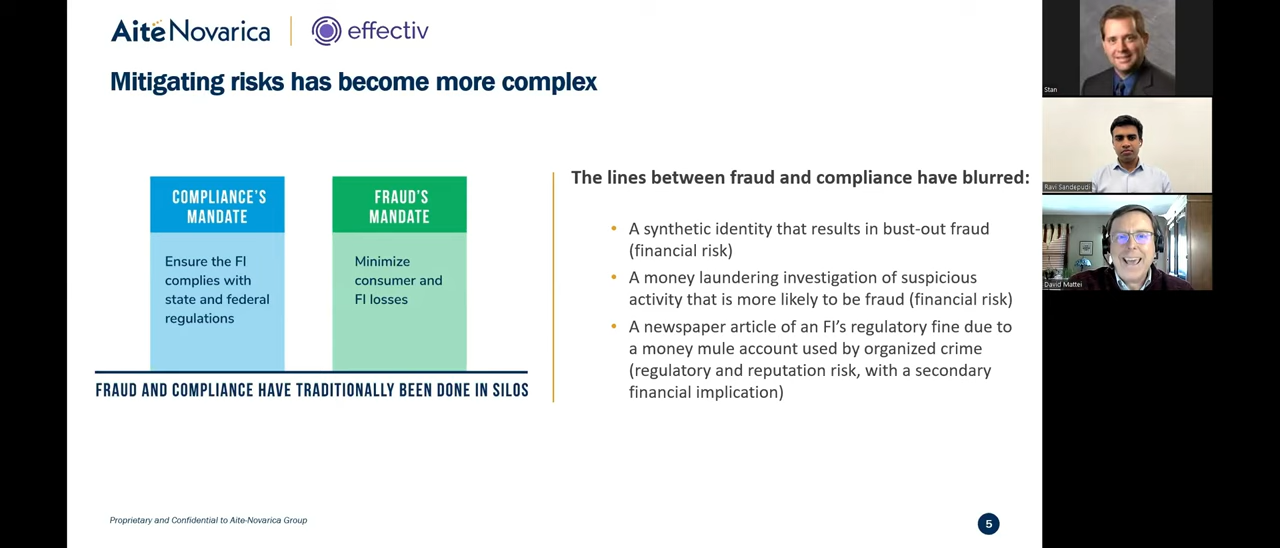 Aitē Novarica
effectiv
Mitigating risks has become more complex
COMPLIANCE'S
MANDATE
Ensure the FI
complies with
state and federal
regulations
FRAUD'S
MANDATE
Minimize
consumer and
FI losses
FRAUD AND COMPLIANCE HAVE TRADITIONALLY BEEN DONE IN SILOS
The lines between fraud and compliance have blurred:
• A synthetic identity that results in bust-out fraud
(financial risk)
• A money laundering investigation of suspicious
activity that is more likely to be fraud (financial risk)
• A newspaper article of an FI's regulatory fine due to
a money mule account used by organized crime
(regulatory and reputation risk, with a secondary
financial implication)
Proprietary and Confidential to Aite-Novarica Group
5
Stan
Ravi Sandepudi
David Mattei